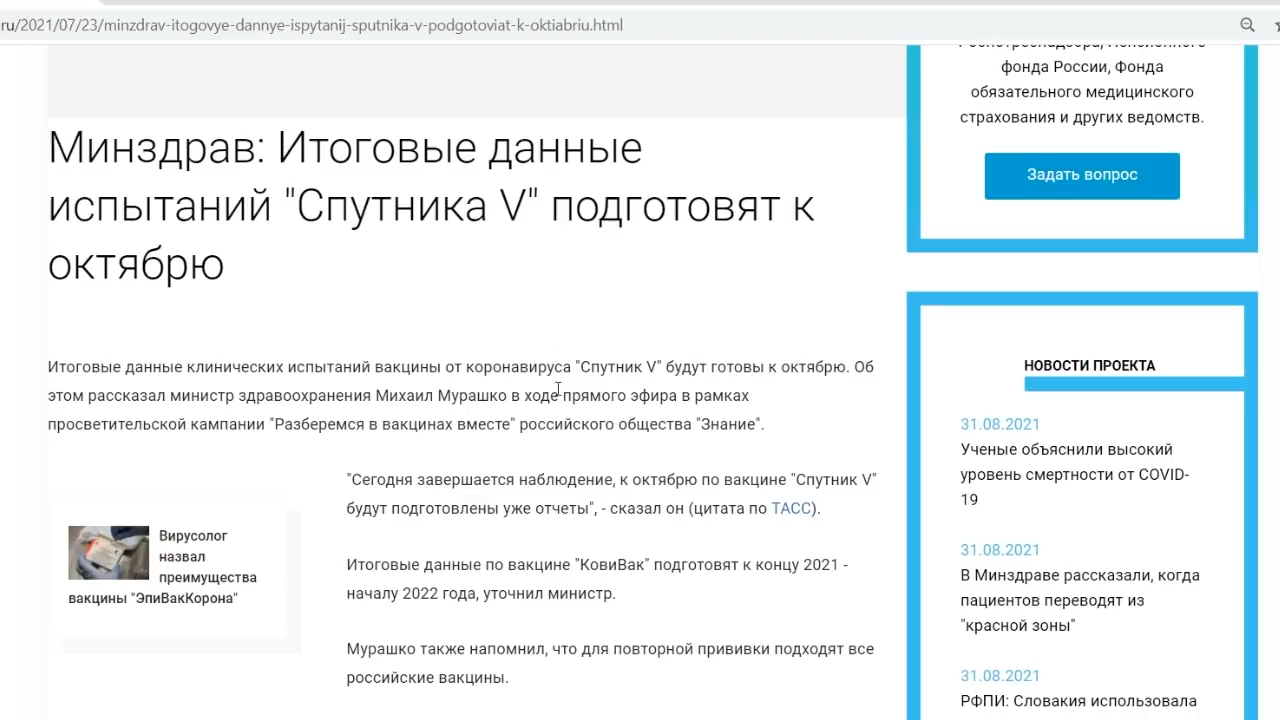 ru/2021/07/23/minzdrav-itogovye-dannye-ispytanij-sputnika-v-podgotoviat-k-oktiabriu.html
Минздрав: Итоговые данные
испытаний "Спутника V" подготовят к
октябрю
Итоговые данные клинических испытаний вакцины от коронавируса "Спутник V" будут готовы к октябрю. Об
этом рассказал министр здравоохранения Михаил Мурашко в ходе прямого эфира в рамках
просветительской кампании "Разберемся в вакцинах вместе" российского общества "Знание".
"Сегодня завершается наблюдение, к октябрю по вакцине "Спутник V"
будут подготовлены уже отчеты", - сказал он (цитата по ТАСС).
Итоговые данные по вакцине "КовиВак" подготовят к концу 2021 -
началу 2022 года, уточнил министр.
Мурашко также напомнил, что для повторной прививки подходят все
российские вакцины.
Вирусолог
назвал
преимущества
вакцины "ЭпиВакКорона"
фонда России, Фонда
обязательного медицинского
страхования и других ведомств.
Задать вопрос
НОВОСТИ ПРОЕКТА
31.08.2021
Ученые объяснили высокий
уровень смертности от COVID-
19
31.08.2021
В Минздраве рассказали, когда
пациентов переводят из
"красной зоны"
31.08.2021
РФПИ: Словакия использовала